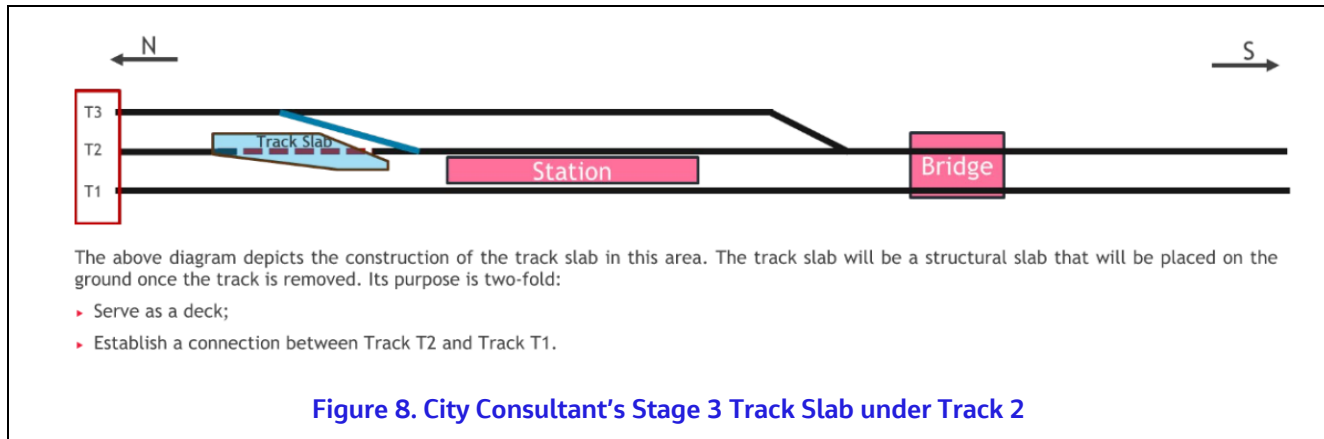 N
S
T3
T2
T1
Track Slab
Station
Bridge
The above diagram depicts the construction of the track slab in this area. The track slab will be a structural slab that will be placed on the
ground once the track is removed. Its purpose is two-fold:
▸ Serve as a deck;
▸ Establish a connection between Track T2 and Track T1.
Figure 8. City Consultant’s Stage 3 Track Slab under Track 2